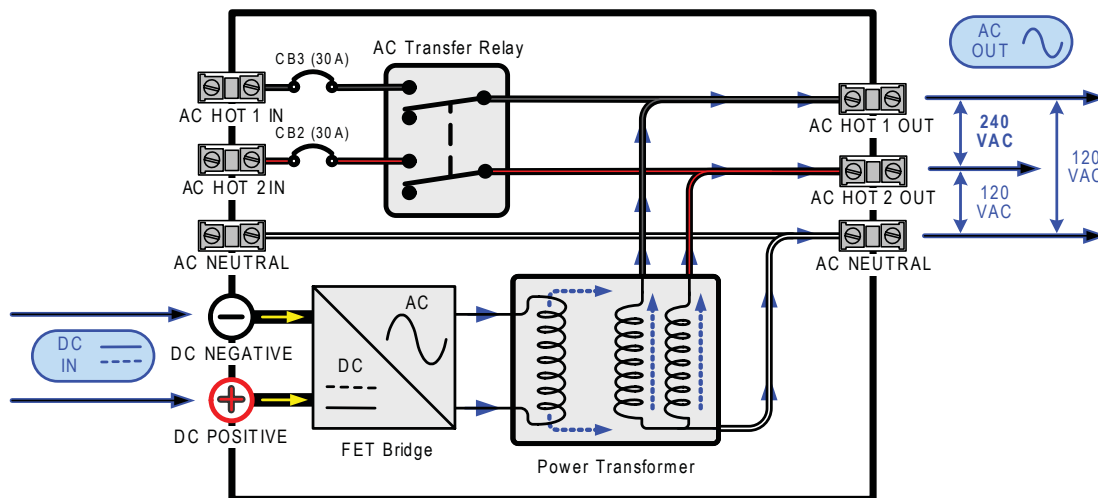 AC Transfer Relay
CB3 (30A)
AC HOT 1 IN
CB2 (30A)
AC HOT 2IN
AC NEUTRAL
DC NEGATIVE
DC POSITIVE
DC
IN
AC
DC
FET Bridge
Power Transformer
AC HOT 1 OUT
AC HOT 2 OUT
AC NEUTRAL
AC
OUT
240
VAC
120
VAC
120
VAC